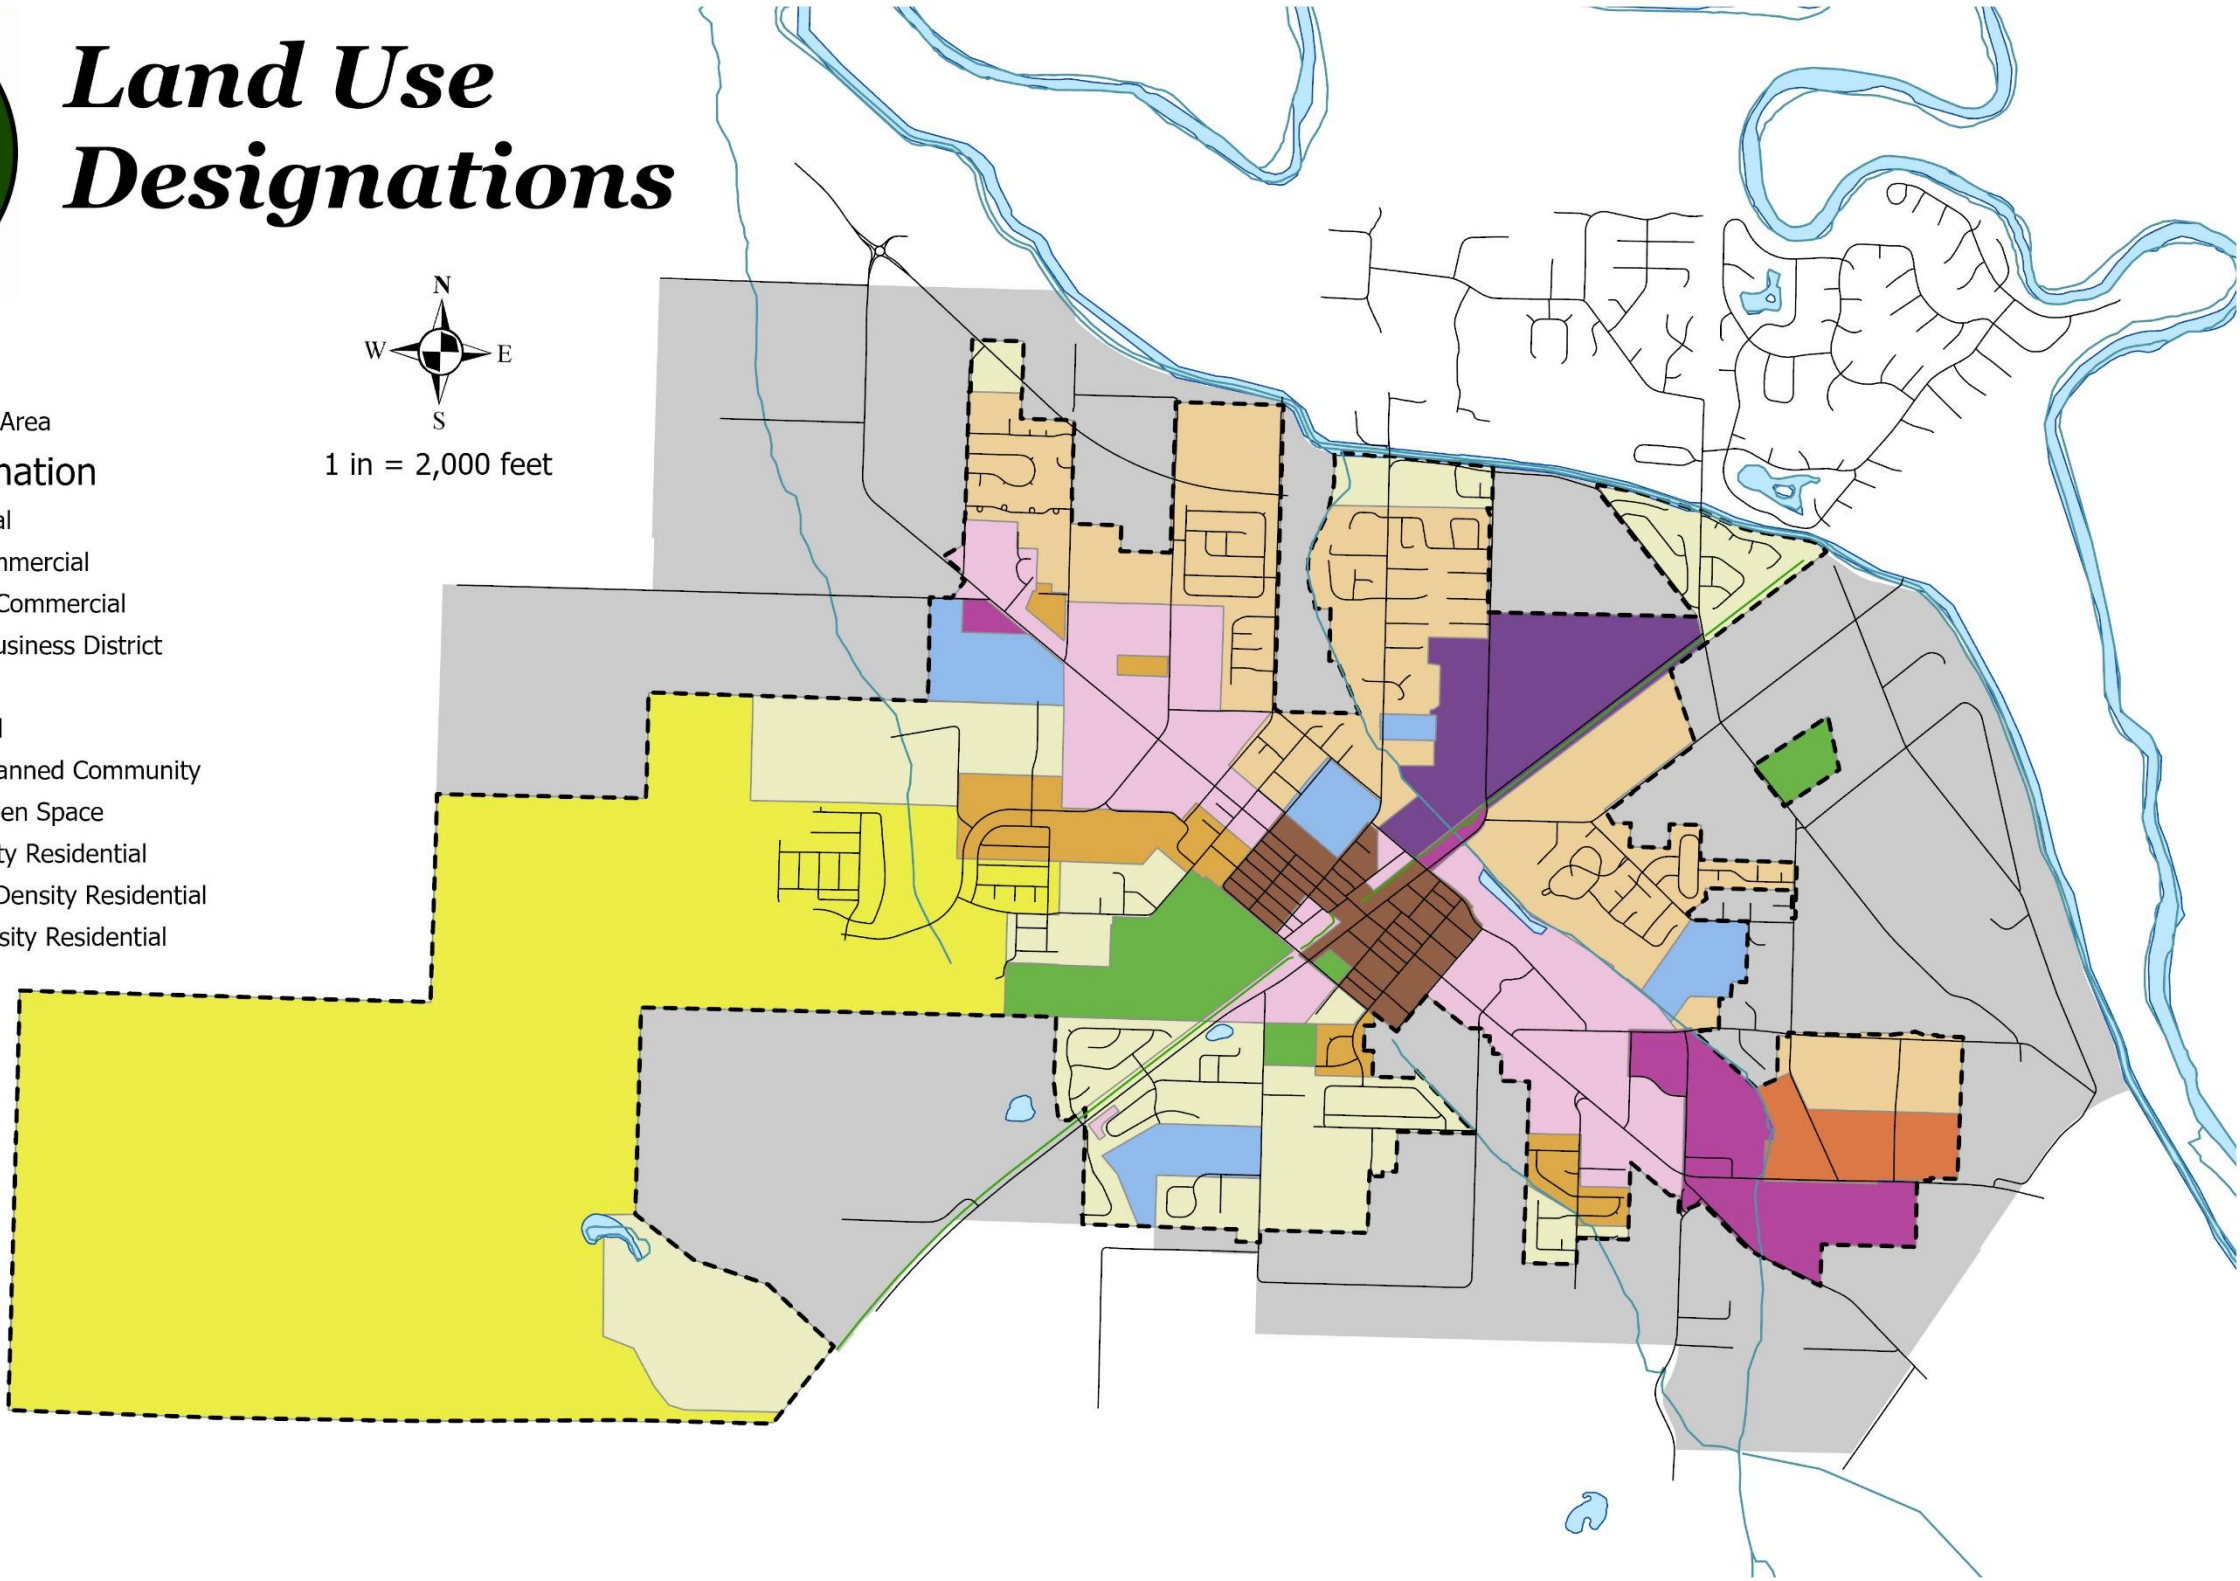 Land Use
Designations
N
W E
S
1 in = 2,000 feet
Area
nation
al
mmercial
Commercial
usiness District
l
anned Community
en Space
ty Residential
Density Residential
sity Residential